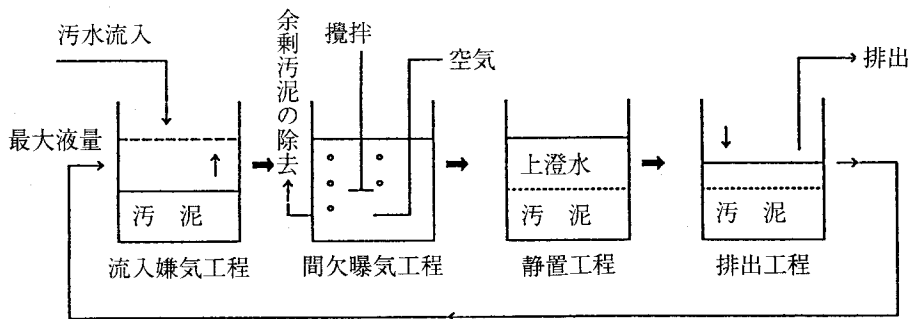 汚水流入
最大液量
汚 泥
流入嫌気工程
余剰汚泥の除去
攪拌
空気
間欠曝気工程
上澄水
汚 泥
静置工程
排出
汚 泥
排出工程